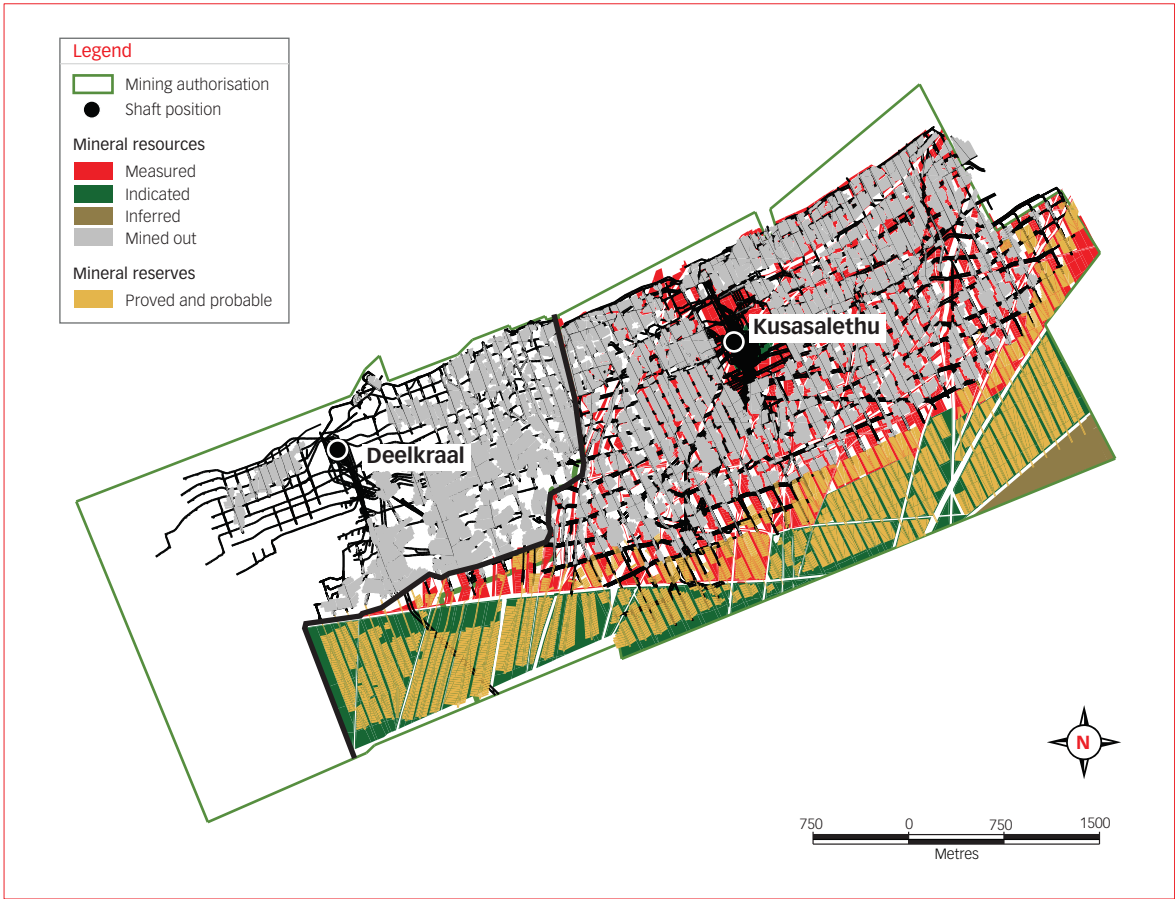 Legend
Mining authorisation
Shaft position
Mineral resources
Measured
Indicated
Inferred
Mined out
Mineral reserves
Proved and probable
Kusasalethu
Deelkraal
N
750 0 750 1500
Metres